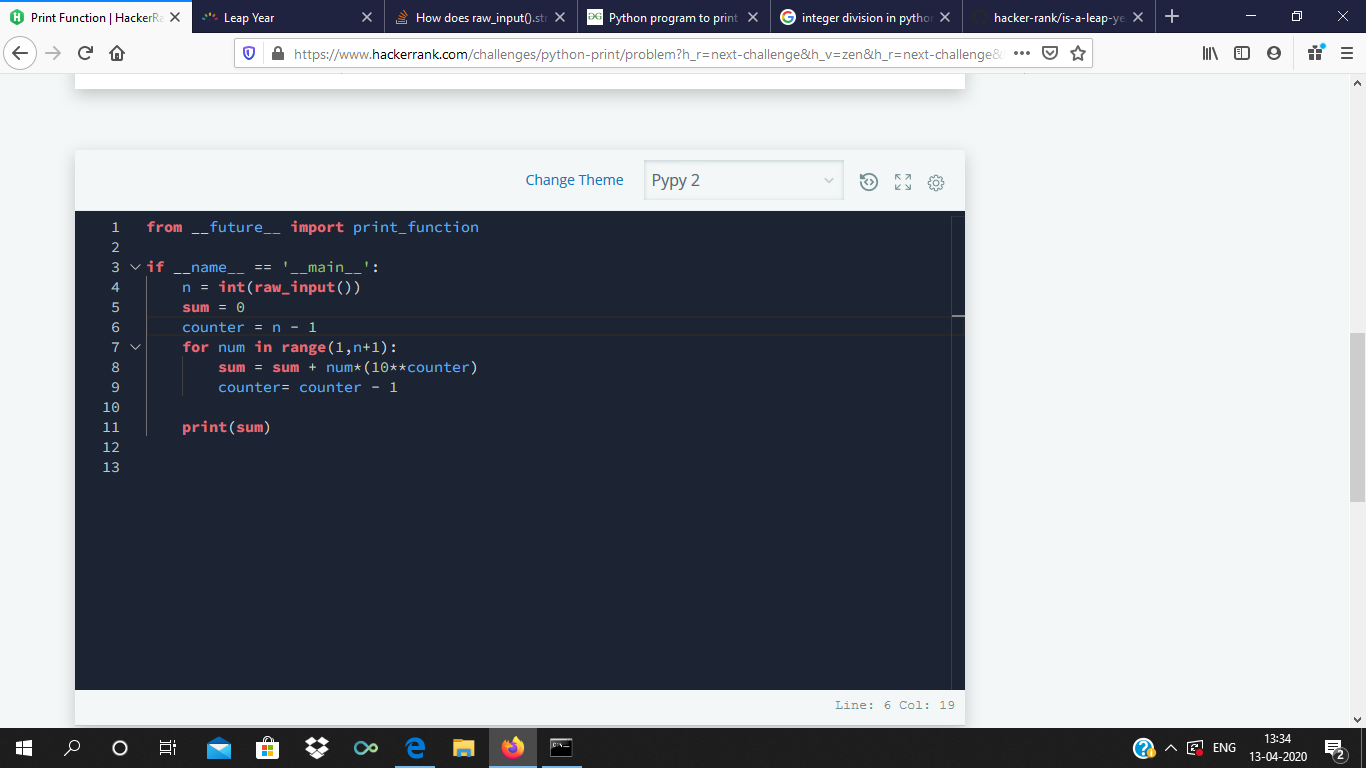 Print Function | HackerRa
Leap Year
How does raw_input().str
Python program to print
integer division in python
hacker-rank/is-a-leap-ye
https://www.hackerrank.com/challenges/python-print/problem?h_r=next-challenge&h_v=zen&h_r=next-challenge&
Change Theme
Pypy 2
1 from __future__ import print_function
2
3 if __name__ == '__main__':
4 n = int(raw_input())
5 sum = 0
6 counter = n - 1
7 for num in range(1,n+1):
8 sum = sum + num*(10**counter)
9 counter= counter - 1
10
11 print(sum)
12
13
Line: 6 Col: 19
ENG
13:34
13-04-2020
2